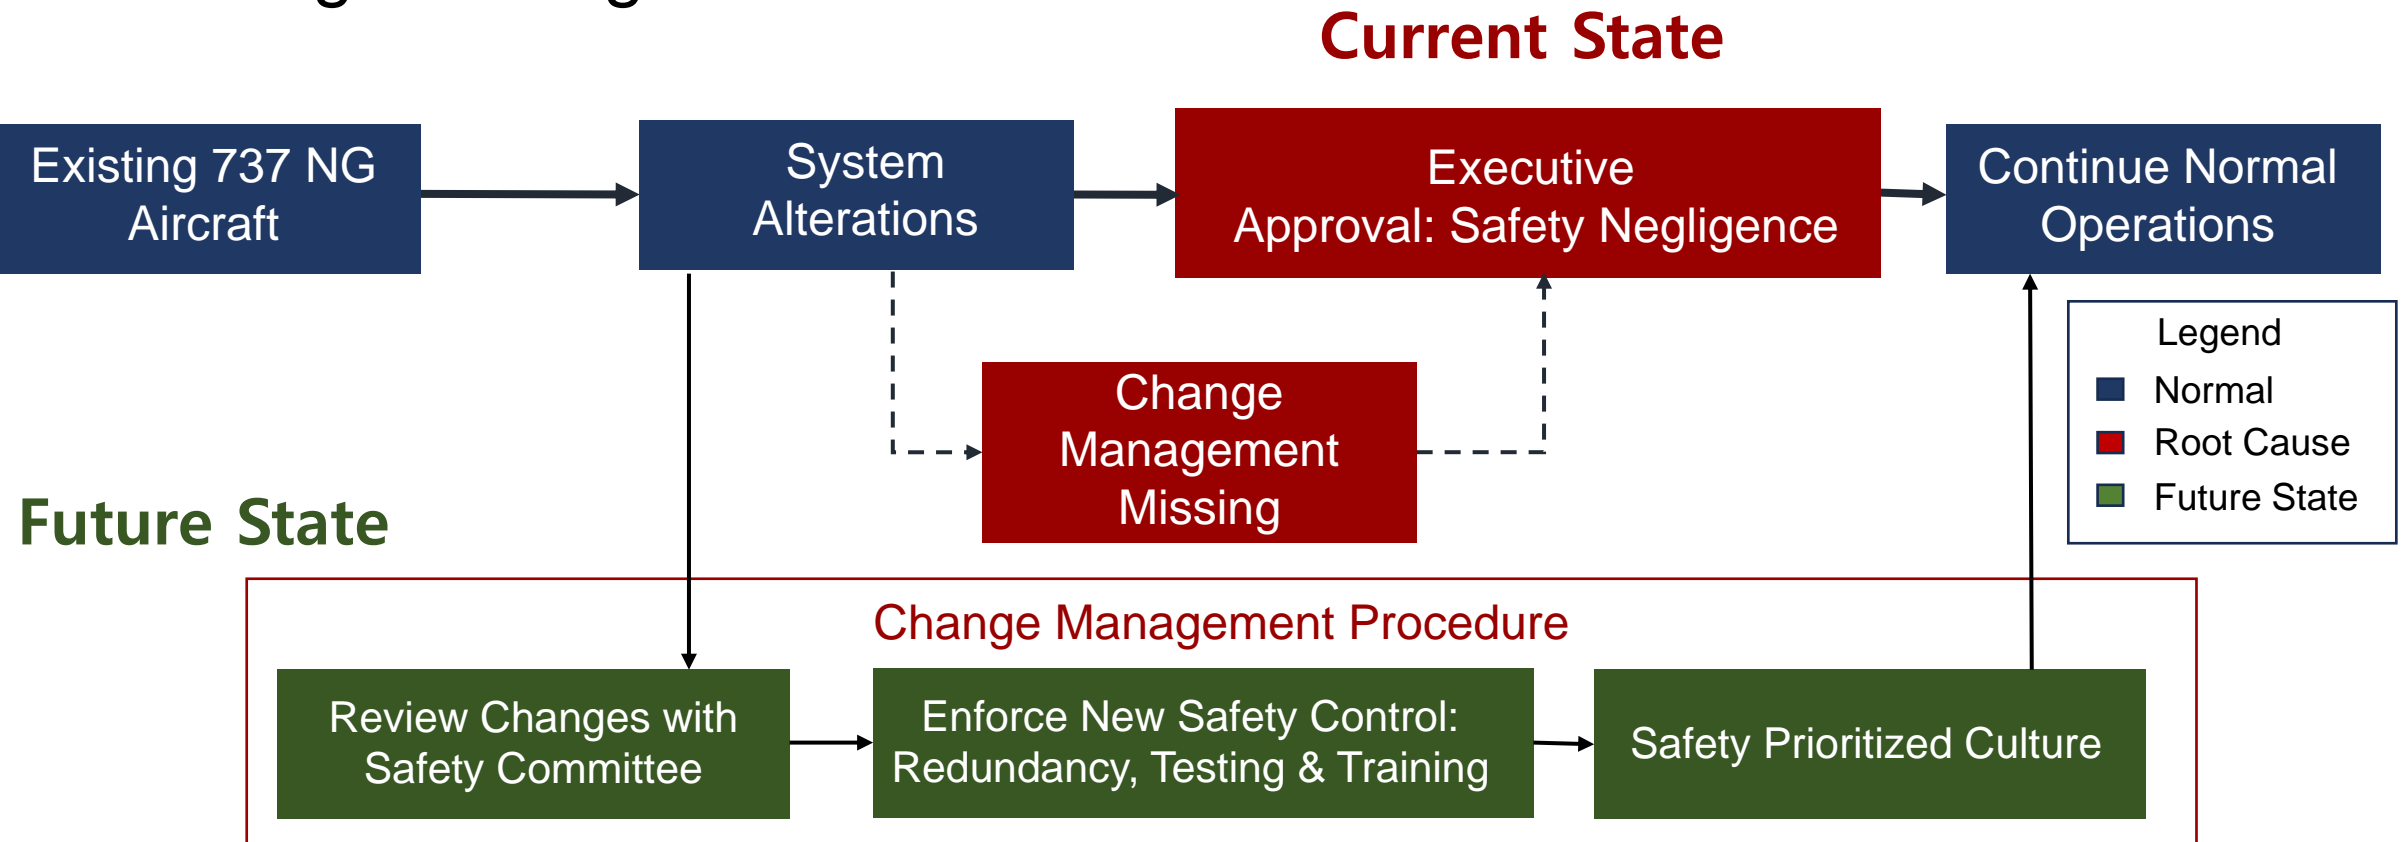 Current State
Existing 737 NG
Aircraft
System
Alterations
Executive
Approval: Safety Negligence
Continue Normal
Operations
Legend
Normal
Root Cause
Future State
Change
Management
Missing
Future State
Change Management Procedure
Review Changes with
Safety Committee
Enforce New Safety Control:
Redundancy, Testing & Training
Safety Prioritized Culture